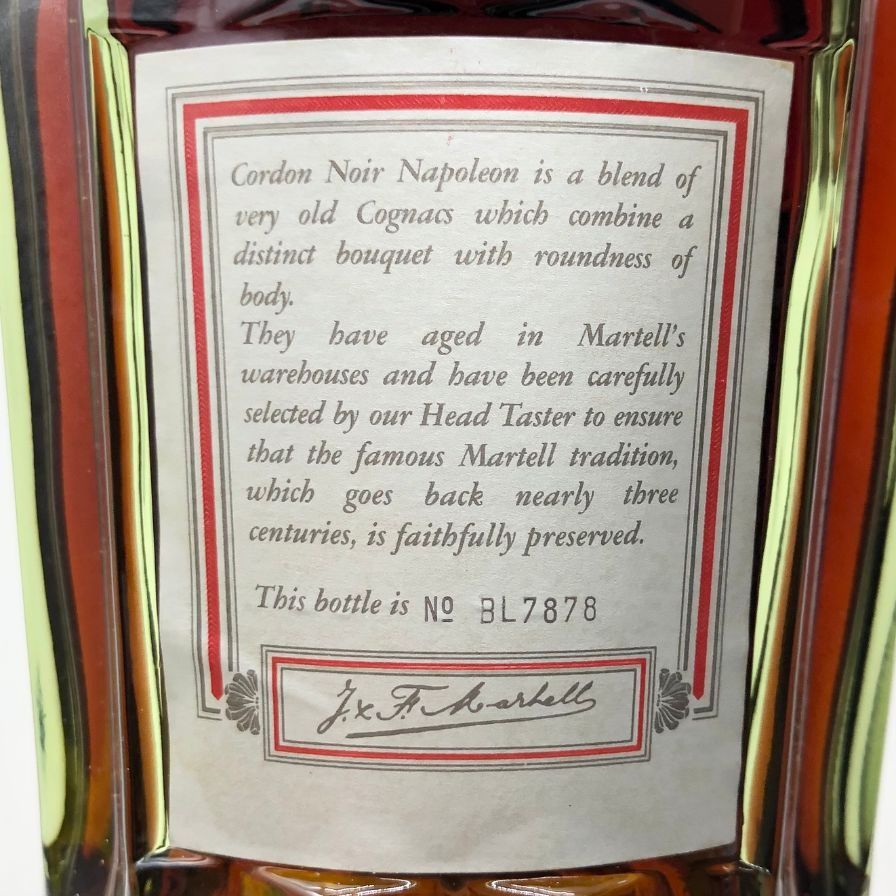 Cordon Noir Napoleon is a blend of
very old Cognacs which combine a
distinct bouquet with roundness of
body.
They have aged in Martell's
warehouses and have been carefully
selected by our Head Taster to ensure
that the famous Martell tradition,
which goes back nearly three
centuries, is faithfully preserved.
This bottle is Nº BL7878
J. & F. Martell